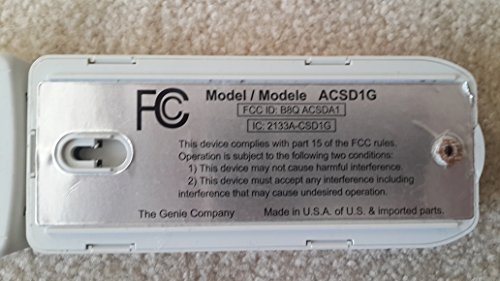 FC Model / Modele ACSD1G
FCC ID: B8Q ACSDA1
IC: 2133A-CSD1G
This device complies with part 15 of the FCC rules.
Operation is subject to the following two conditions:
1) This device may not cause harmful interference.
2) This device must accept any interference including
interference that may cause undesired operation.
The Genie Company Made in U.S.A. of U.S. & imported parts.